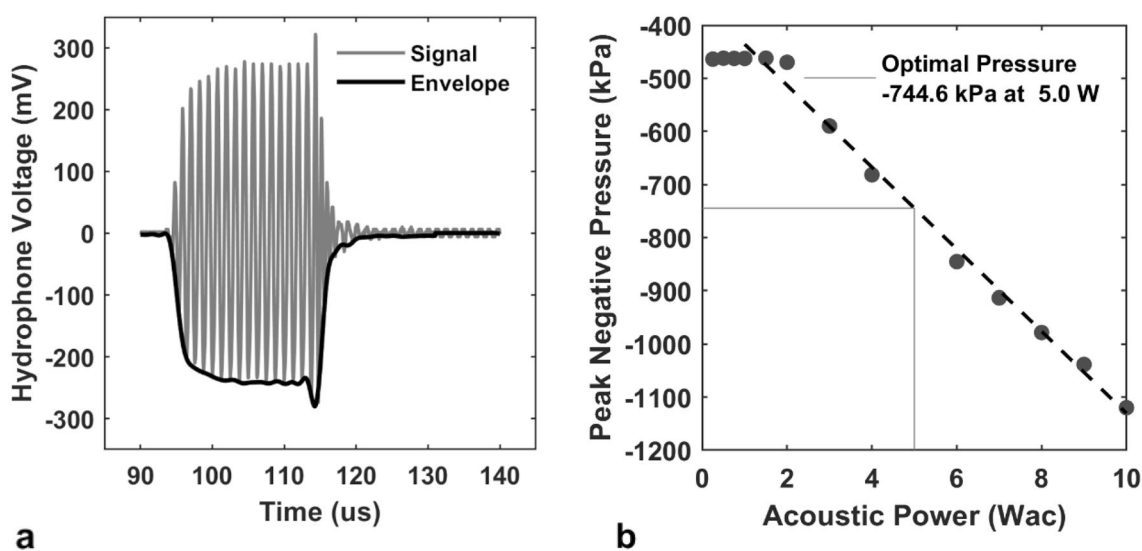 300
200
100
0
-100
-200
-300
Hydrophone Voltage (mV)
Signal
Envelope
90
100
110
120
130
140
Time (us)
a
-400
-500
-600
-700
-800
-900
-1000
-1100
-1200
Peak Negative Pressure (kPa)
Optimal Pressure
-744.6 kPa at 5.0 W
0
2
4
6
8
10
Acoustic Power (Wac)
b